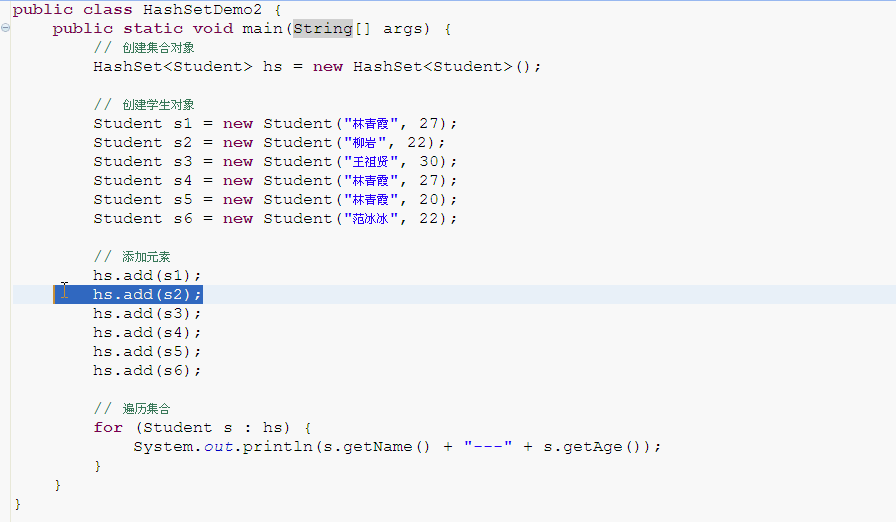 public class HashSetDemo2 {
public static void main(String[] args) {
// 创建集合对象
HashSet<Student> hs = new HashSet<Student>();
// 创建学生对象
Student s1 = new Student("林青霞", 27);
Student s2 = new Student("柳岩", 22);
Student s3 = new Student("王祖贤", 30);
Student s4 = new Student("林青霞", 27);
Student s5 = new Student("林青霞", 20);
Student s6 = new Student("范冰冰", 22);
// 添加元素
hs.add(s1);
hs.add(s2);
hs.add(s3);
hs.add(s4);
hs.add(s5);
hs.add(s6);
// 遍历集合
for (Student s : hs) {
System.out.println(s.getName() + "---" + s.getAge());
}
}
}